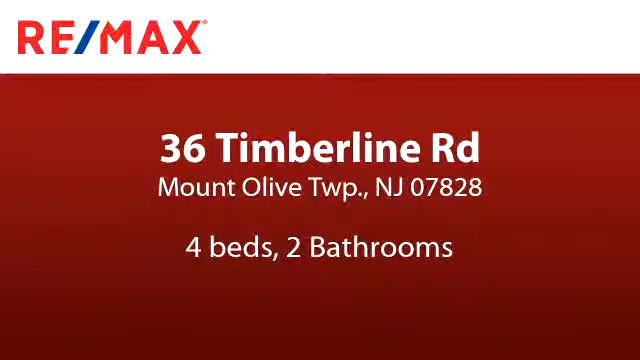 RE/MAX®
36 Timberline Rd
Mount Olive Twp., NJ 07828
4 beds, 2 Bathrooms